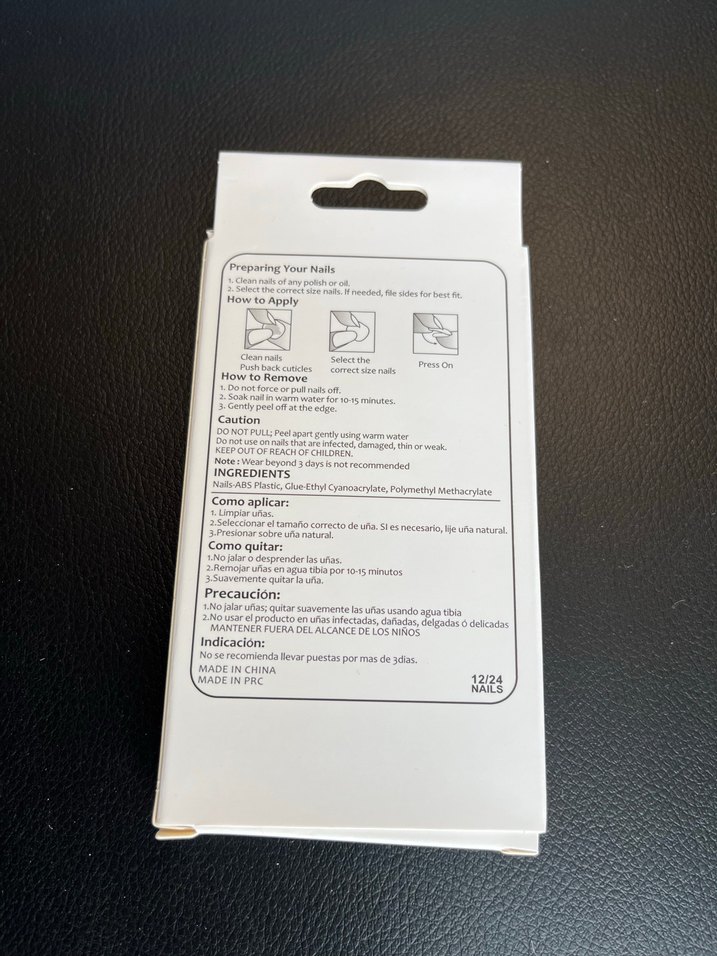 Preparing Your Nails
1. Clean nails of any polish or oil.
2. Select the correct size nails. If needed, file sides for best fit.
How to Apply
Clean nails
Push back cuticles
Select the
correct size nails
Press On
How to Remove
1. Do not force or pull nails off.
2. Soak nail in warm water for 10-15 minutes.
3. Gently peel off at the edge.
Caution
DO NOT PULL; Peel apart gently using warm water
Do not use on nails that are infected, damaged, thin or weak.
KEEP OUT OF REACH OF CHILDREN.
Note : Wear beyond 3 days is not recommended
INGREDIENTS
Nails-ABS Plastic, Glue-Ethyl Cyanoacrylate, Polymethyl Methacrylate
Como aplicar:
1. Limpiar uñas.
2.Seleccionar el tamaño correcto de uña. SI es necesario, lije uña natural.
3.Presionar sobre uña natural.
Como quitar:
1.No jalar o desprender las uñas.
2.Remojar uñas en agua tibia por 10-15 minutos
3.Suavemente quitar la uña.
Precaución:
1.No jalar uñas; quitar suavemente las uñas usando agua tibia
2.No usar el producto en uñas infectadas, dañadas, delgadas ó delicadas
MANTENER FUERA DEL ALCANCE DE LOS NIÑOS
Indicación:
No se recomienda llevar puestas por mas de 3dias.
MADE IN CHINA
MADE IN PRC
12/24
NAILS